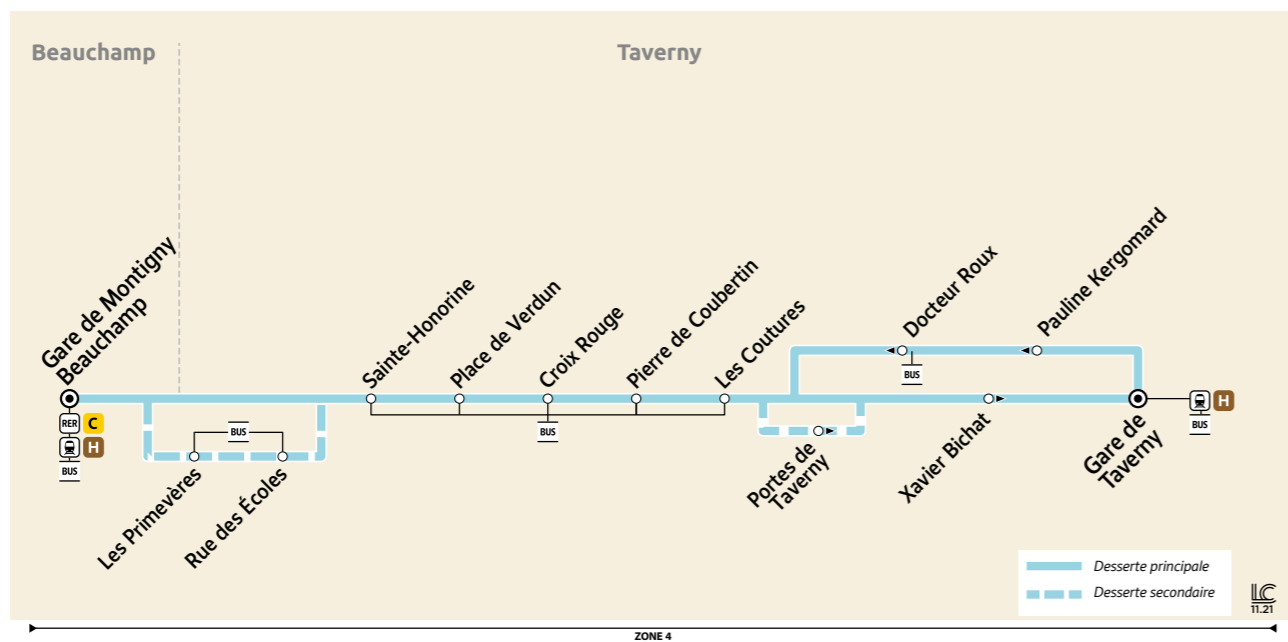 Beauchamp
Taverny
Gare de Montigny
Beauchamp
RER C
H
BUS
Les Primevères
BUS
Rue des Écoles
Sainte-Honorine
Place de Verdun
Croix Rouge
BUS
Pierre de Coubertin
Les Coutures
Portes de
Taverny
Docteur Roux
BUS
Pauline Kergomard
Xavier Bichat
Gare de
Taverny
H
BUS
Desserte principale
Desserte secondaire
LC
11.21
ZONE 4